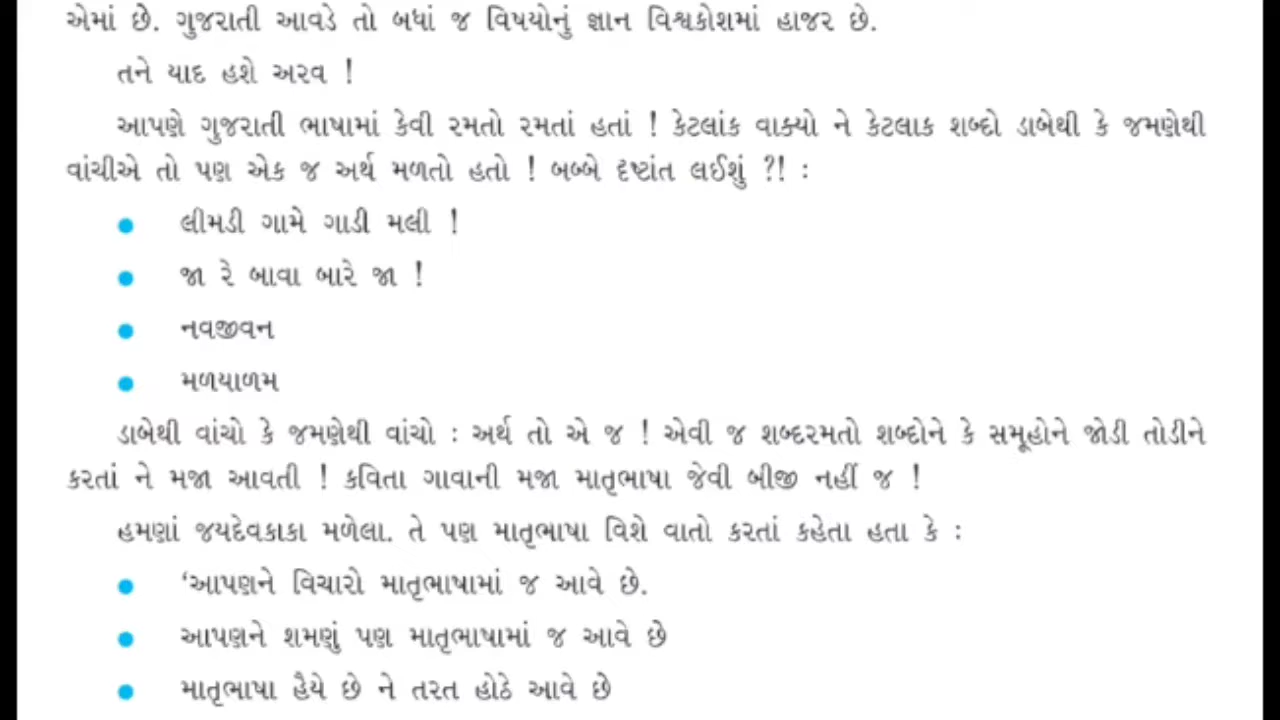 એમાં છે. ગુજરાતી આવડે તો બધાં જ વિષયોનું જ્ઞાન વિશ્વકોશમાં હાજર છે.
તને યાદ હશે અરવ !
આપણે ગુજરાતી ભાષામાં કેવી રમતો રમતાં હતાં ! કેટલાંક વાક્યો ને કેટલાક શબ્દો ડાબેથી કે જમણેથી
વાંચીએ તો પણ એક જ અર્થ મળતો હતો ! બબ્બે દૃષ્ટાંત લઈશું ?! :
● લીમડી ગામે ગાડી મલી !
● જા રે બાવા બારે જા !
● નવજીવન
● મળયાળમ
ડાબેથી વાંચો કે જમણેથી વાંચો : અર્થ તો એ જ ! એવી જ શબ્દરમતો શબ્દોને કે સમૂહોને જોડી તોડીને
કરતાં ને મજા આવતી ! કવિતા ગાવાની મજા માતૃભાષા જેવી બીજી નહીં જ !
હમણાં જયદેવકાકા મળેલા. તે પણ માતૃભાષા વિશે વાતો કરતાં કહેતા હતા કે :
● ‘આપણને વિચારો માતૃભાષામાં જ આવે છે.
● આપણને શમણું પણ માતૃભાષામાં જ આવે છે
● માતૃભાષા હૈયે છે ને તરત હોઠે આવે છે